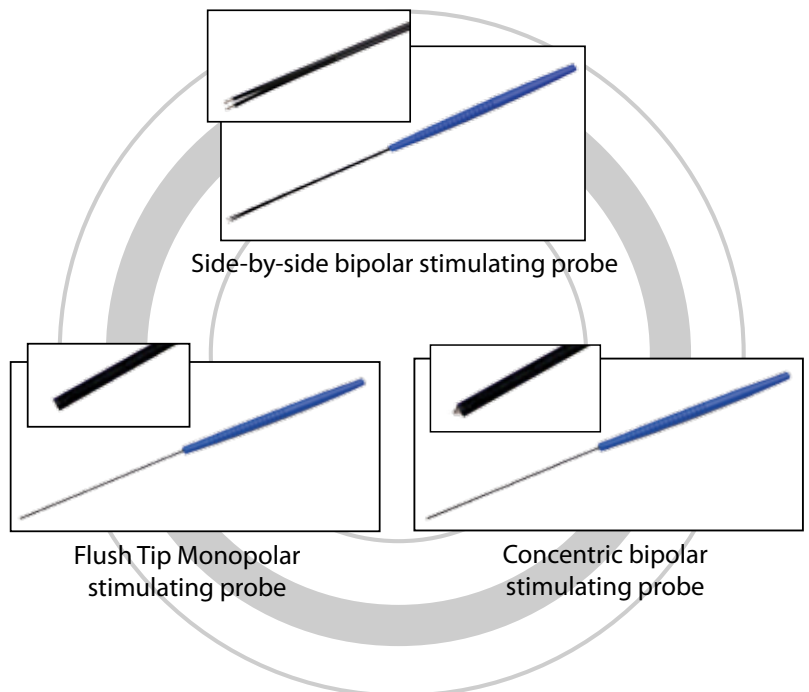 Side-by-side bipolar stimulating probe
Flush Tip Monopolar
stimulating probe
Concentric bipolar
stimulating probe